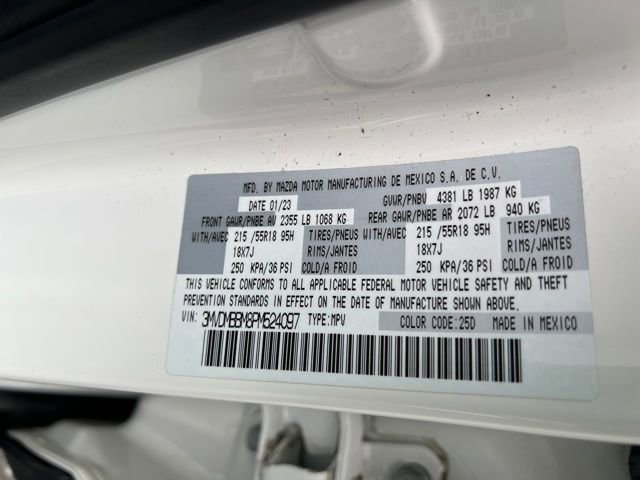 MFD. BY MAZDA MOTOR MANUFACTURING DE MEXICO S.A. DE C.V.
DATE 01/23 GVWR/PNBV 4381 LB 1987 KG
FRONT GAWR/PNBE AV 2355 LB 1068 KG REAR GAWR/PNBE AR 2072 LB 940 KG
WITH/AVEC 215 /55R18 95H TIRES/PNEUS WITH/AVEC 215 /55R18 95H TIRES/PNEUS
18X7J RIMS/JANTES 18X7J RIMS/JANTES
250 KPA/36 PSI COLD/A FROID 250 KPA/36 PSI COLD/A FROID
THIS VEHICLE CONFORMS TO ALL APPLICABLE FEDERAL MOTOR VEHICLE SAFETY AND THEFT
PREVENTION STANDARDS IN EFFECT ON THE DATE OF MANUFACTURE SHOWN ABOVE.
VIN: 3MVDMBBM8PM524097 TYPE:MPV COLOR CODE:25D MADE IN MEXICO